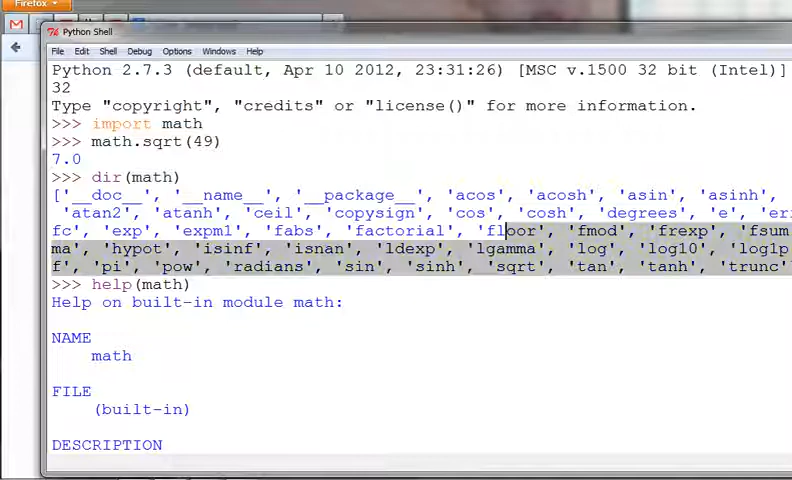 Firefox
Python Shell
File Edit Shell Debug Options Windows Help
Python 2.7.3 (default, Apr 10 2012, 23:31:26) [MSC v.1500 32 bit (Intel)]
32
Type "copyright", "credits" or "license()" for more information.
>>> import math
>>> math.sqrt(49)
7.0
>>> dir(math)
['__doc__', '__name__', '__package__', 'acos', 'acosh', 'asin', 'asinh',
'atan2', 'atanh', 'ceil', 'copysign', 'cos', 'cosh', 'degrees', 'e', 'er
fc', 'exp', 'expm1', 'fabs', 'factorial', 'floor', 'fmod', 'frexp', 'fsum
ma', 'hypot', 'isinf', 'isnan', 'ldexp', 'lgamma', 'log', 'log10', 'log1p
f', 'pi', 'pow', 'radians', 'sin', 'sinh', 'sqrt', 'tan', 'tanh', 'trunc'
>>> help(math)
Help on built-in module math:
NAME
math
FILE
(built-in)
DESCRIPTION